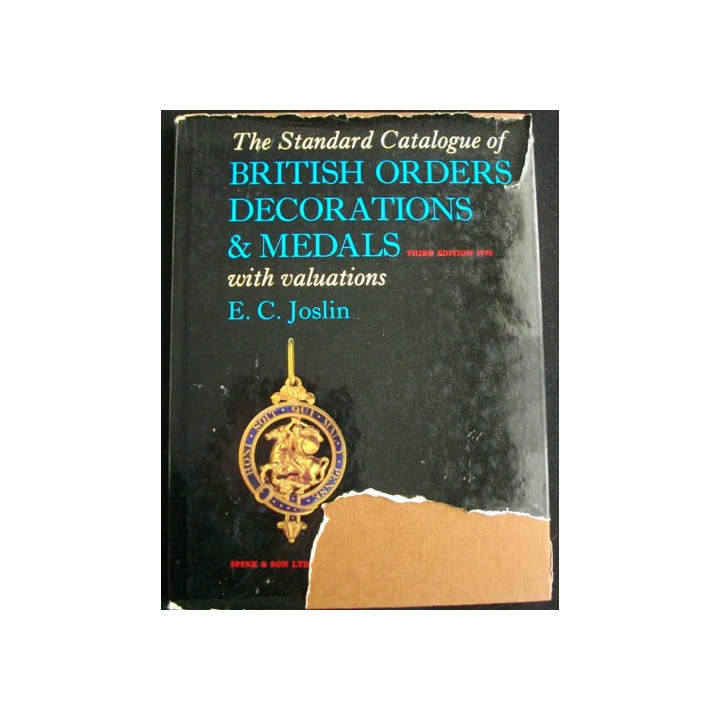 The Standard Catalogue of
BRITISH ORDERS
DECORATIONS
& MEDALS THIRD EDITION 1976
with valuations
E. C. Joslin
HONI · SOIT · QUI · MAL · Y · PENSE
SPINK & SON LTD